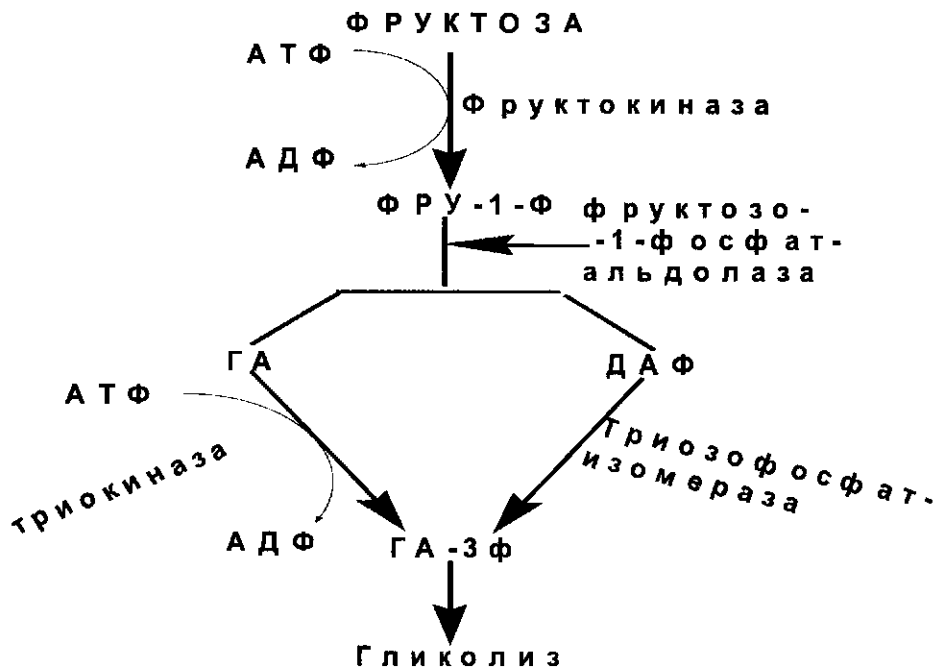 ФРУКТОЗА
АТФ
Фруктокиназа
АДФ
ФРУ-1-Ф
фруктозо-
-1-фосфат-
альдолаза
ГА
ДАФ
АТФ
триокиназа
Триозофосфат-
изомераза
АДФ
ГА-3ф
Гликолиз